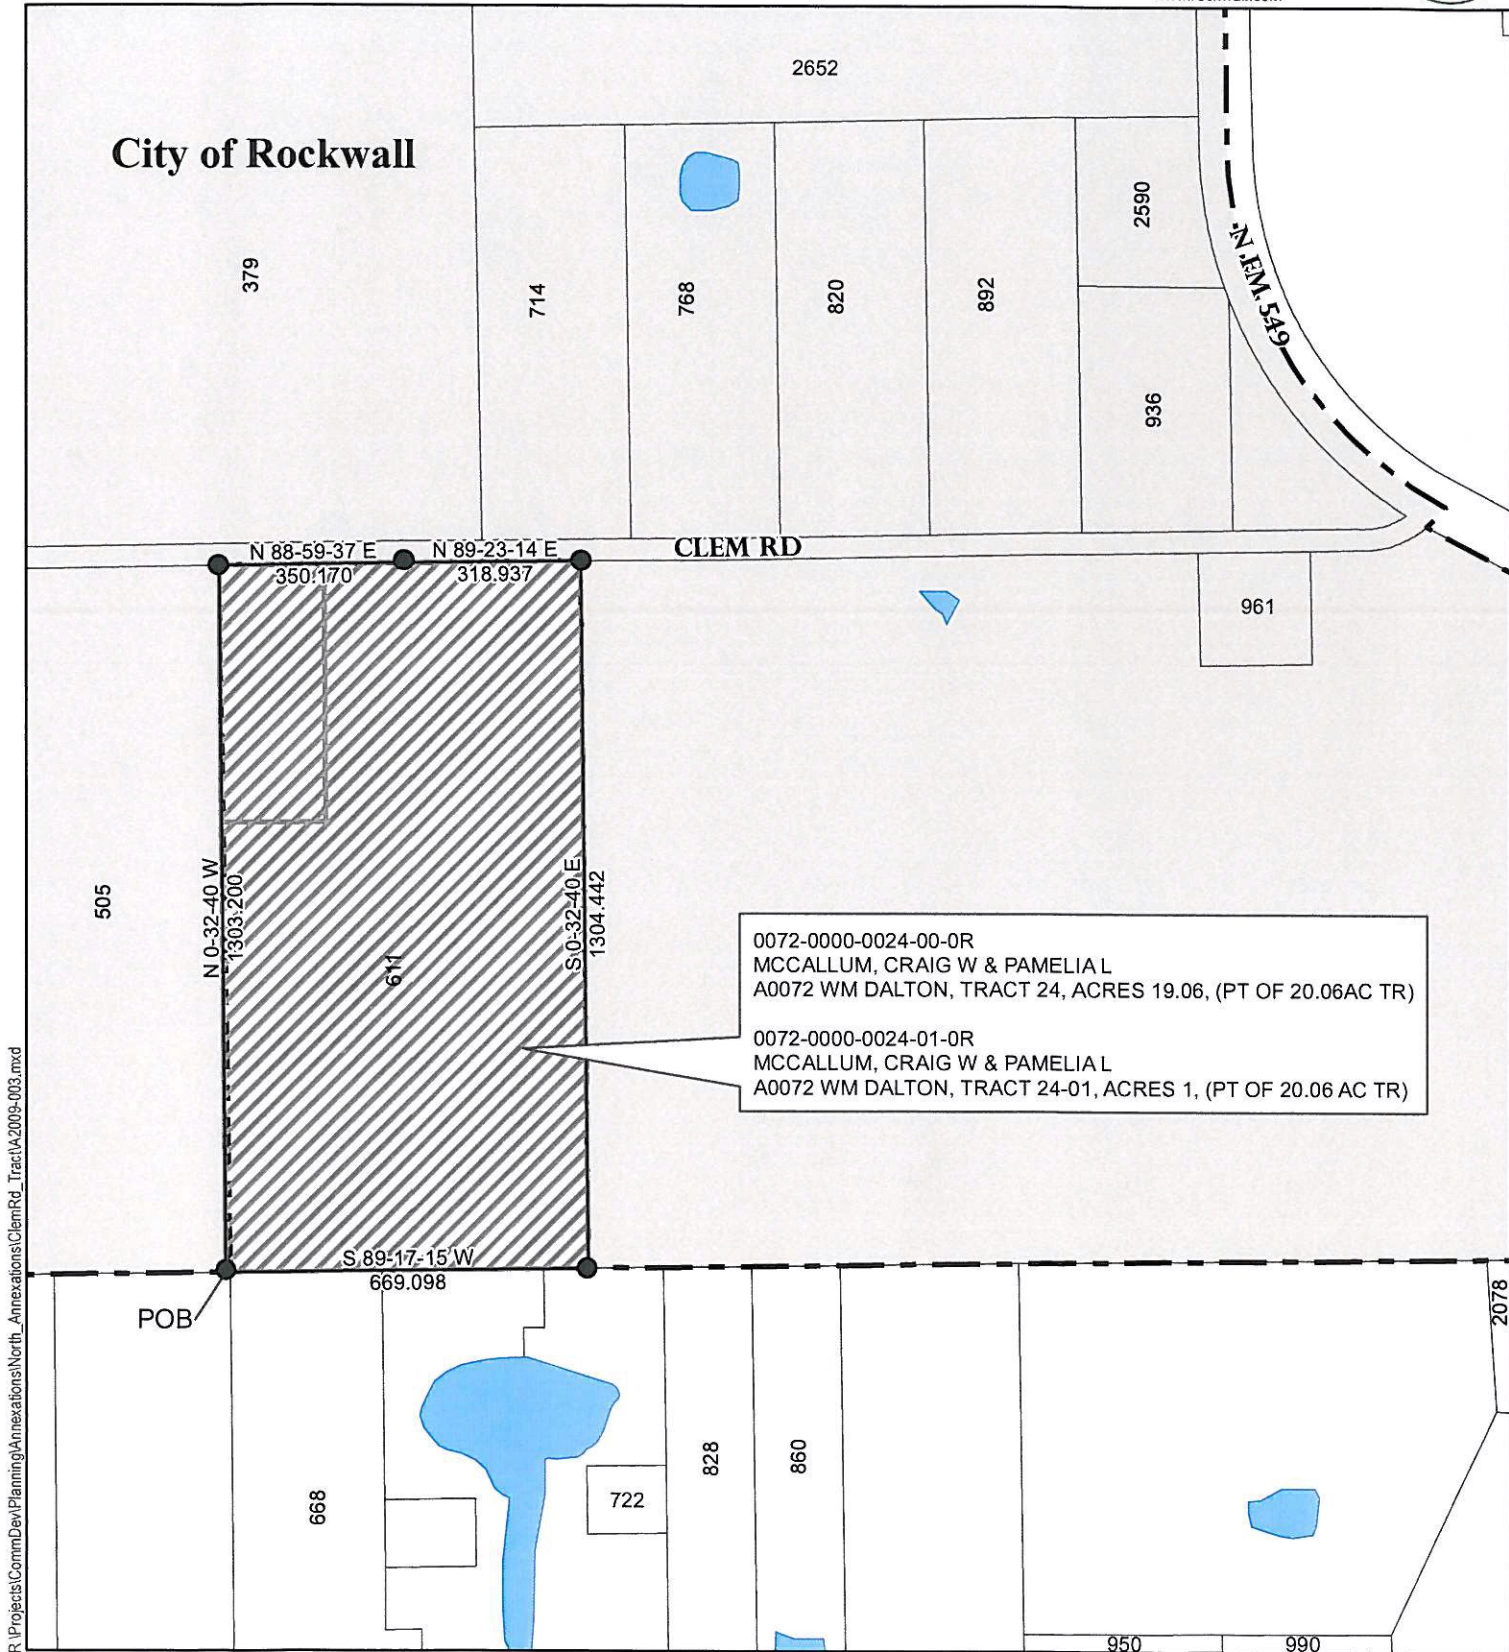 2652
City of Rockwall
379
714
768
820
892
2590
936
N FM 549
CLEM RD
N 88-59-37 E
350.170
N 89-23-14 E
318.937
961
505
N 0-32-40 W
1303.200
611
S 0-32-40 E
1304.442
0072-0000-0024-00-0R
MCCALLUM, CRAIG W & PAMELIA L
A0072 WM DALTON, TRACT 24, ACRES 19.06, (PT OF 20.06AC TR)
0072-0000-0024-01-0R
MCCALLUM, CRAIG W & PAMELIA L
A0072 WM DALTON, TRACT 24-01, ACRES 1, (PT OF 20.06 AC TR)
S 89-17-15 W
669.098
POB
2078
668
722
828
860
950
990
R:\Projects\CommDev\Planning\Annexations\North_Annexations\ClemRd_Tract\A2009-003.mxd